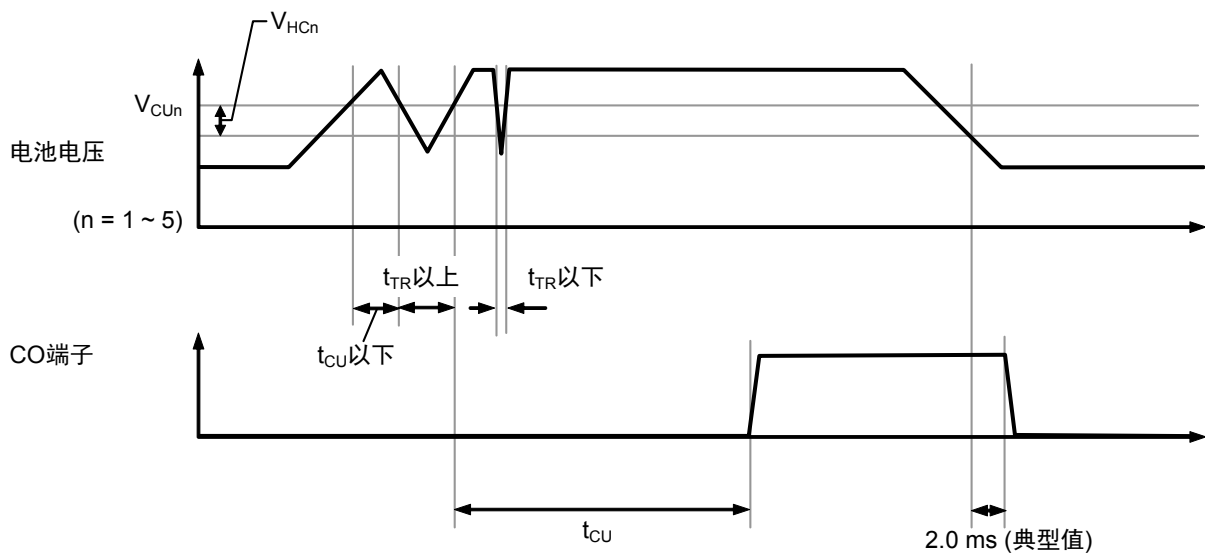 VHCn
VCUn
电池电压
(n = 1 ~ 5)
tTR以上
tTR以下
tCU以下
CO端子
tCU
2.0 ms (典型值)